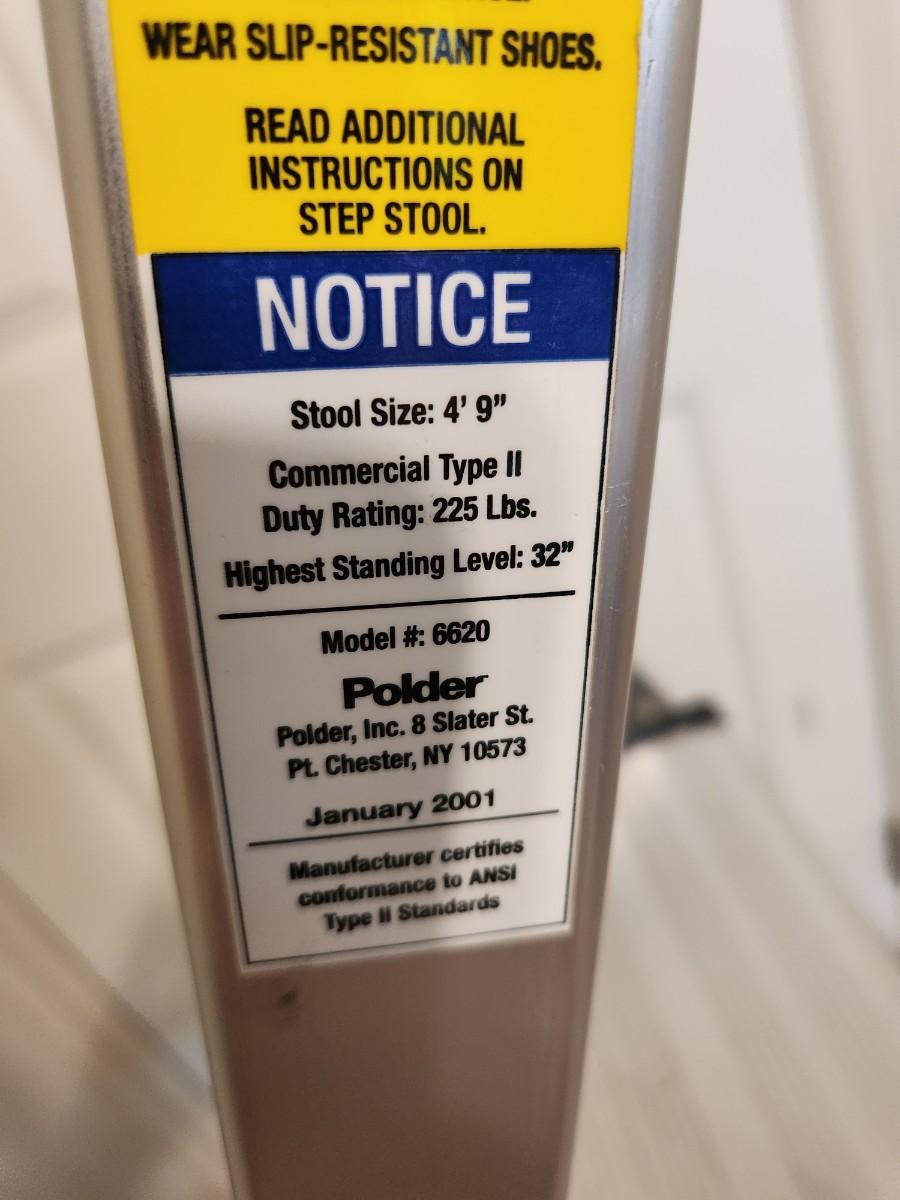 WEAR SLIP-RESISTANT SHOES.
READ ADDITIONAL
INSTRUCTIONS ON
STEP STOOL.
NOTICE
Stool Size: 4' 9"
Commercial Type II
Duty Rating: 225 Lbs.
Highest Standing Level: 32"
Model #: 6620
Polder
Polder, Inc. 8 Slater St.
Pt. Chester, NY 10573
January 2001
Manufacturer certifies
conformance to ANSI
Type II Standards